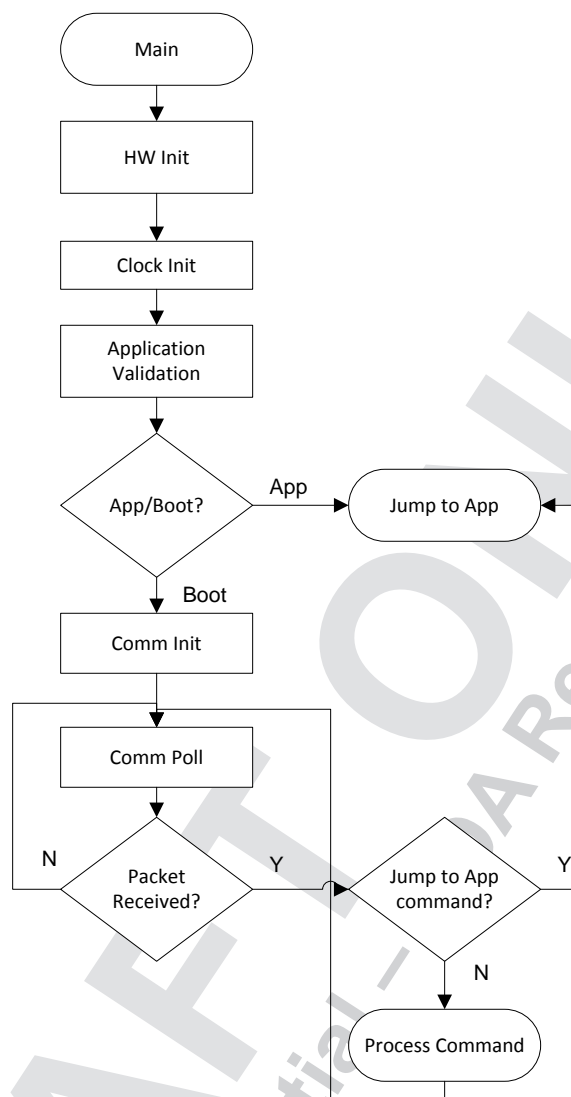 Main
HW Init
Clock Init
Application
Validation
App/Boot?
App
Jump to App
Boot
Comm Init
Comm Poll
N
Packet
Received?
Y
Jump to App
command?
Y
N
Process Command